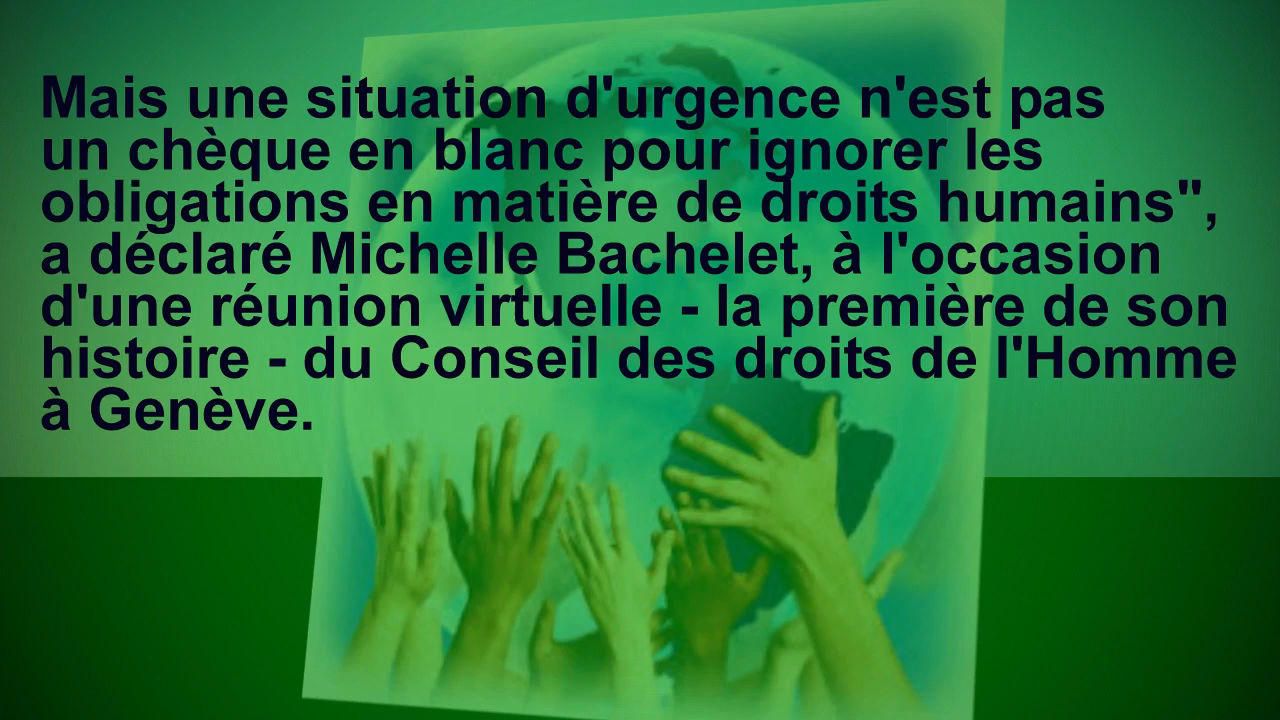 Mais une situation d'urgence n'est pas
un chèque en blanc pour ignorer les
obligations en matière de droits humains",
a déclaré Michelle Bachelet, à l'occasion
d'une réunion virtuelle - la première de son
histoire - du Conseil des droits de l'Homme
à Genève.